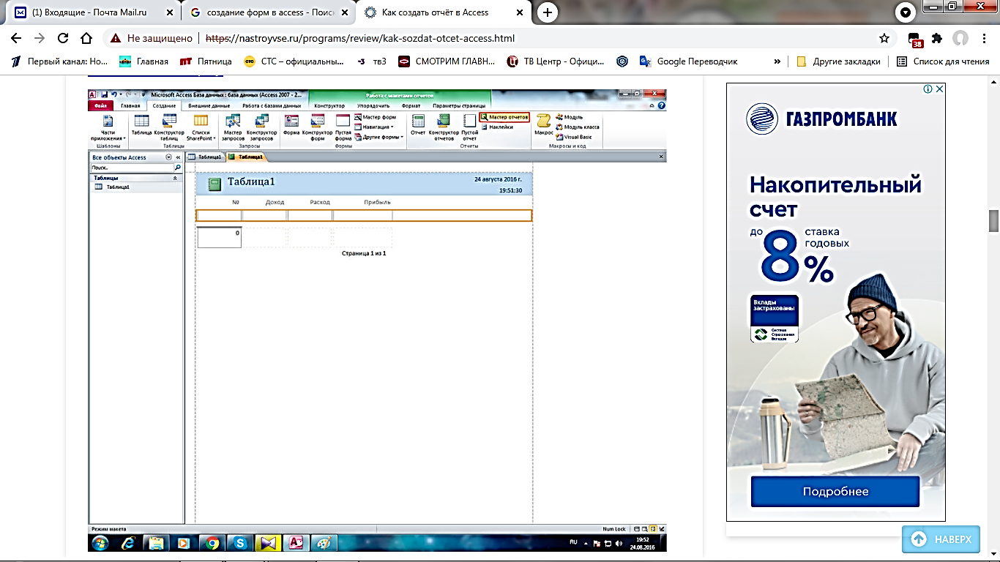 (1) Входящие - Почта Mail.ru
создание форм в access - Поис
Как создать отчёт в Access
Не защищено
https://nastroyvse.ru/programs/review/kak-sozdat-otcet-access.html
38
Первый канал: Но...
Главная
Пятница
СТС – официальны...
тв3
СМОТРИМ ГЛАВН...
ТВ Центр - Офици...
Google Переводчик
»
Другие закладки
Список для чтения
Microsoft Access База данных : база данных (Access 2007 - 2...
Работа с макетами отчетов
Файл
Главная
Создание
Внешние данные
Работа с базами данных
Конструктор
Упорядочить
Формат
Параметры страницы
Части приложения
Таблица
Конструктор таблиц
Списки SharePoint
Мастер запросов
Конструктор запросов
Форма
Конструктор форм
Пустая форма
Мастер форм
Навигация
Другие формы
Отчет
Конструктор отчетов
Пустой отчет
Мастер отчетов
Наклейки
Макрос
Модуль
Модуль класса
Visual Basic
Шаблоны
Таблицы
Запросы
Формы
Отчеты
Макросы и код
Все объекты Access
Поиск..
Таблицы
Таблица1
Таблица1
Таблица1
Таблица1
24 августа 2016 г.
19:51:30
№
Доход
Расход
Прибыль
0
Страница 1 из 1
Режим макета
Num Lock
RU
19:52
24.08.2016
ГАЗПРОМБАНК
Накопительный
счет
до
8%
ставка
годовых
Вклады
застрахованы
Система
Страхования
Вкладов
Подробнее
НАВЕРХ